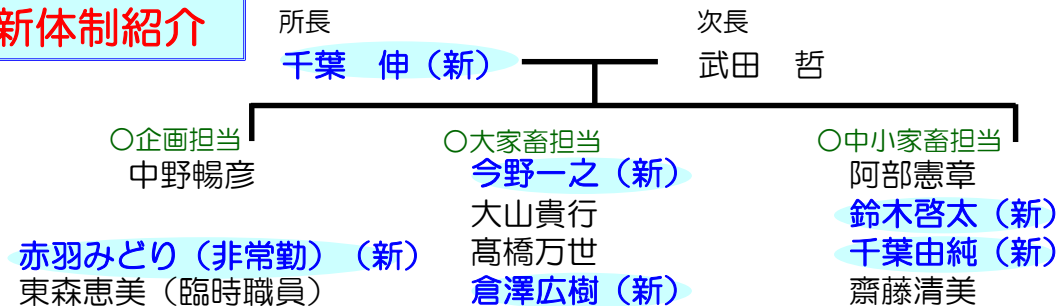 新体制紹介
所長
千葉　伸（新）
次長
武田　哲
○企画担当
中野暢彦
赤羽みどり（非常勤）（新）
東森恵美（臨時職員）
○大家畜担当
今野一之（新）
大山貴行
髙橋万世
倉澤広樹（新）
○中小家畜担当
阿部憲章
鈴木啓太（新）
千葉由純（新）
齋藤清美